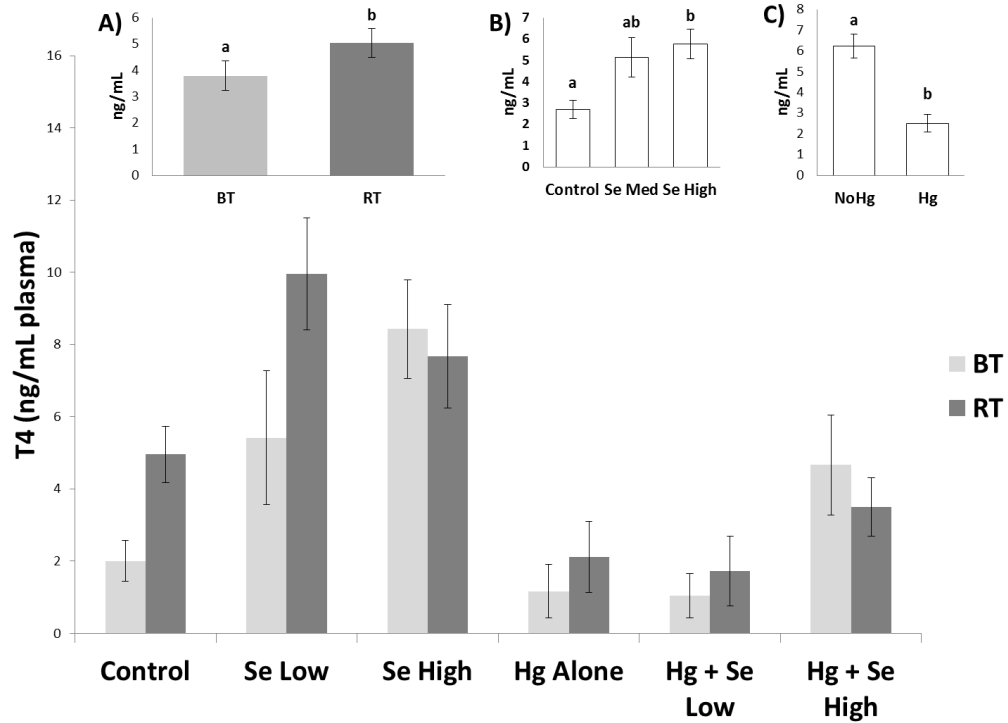 A)
ng/mL
6
5
4
3
2
1
0
a
b
BT
RT
B)
ng/mL
7
6
5
4
3
2
1
0
a
ab
b
Control Se Med Se High
C)
ng/mL
8
7
6
5
4
3
2
1
0
a
b
NoHg
Hg
T4 (ng/mL plasma)
16
14
12
10
8
6
4
2
0
Control
Se Low
Se High
Hg Alone
Hg + Se
Low
Hg + Se
High
BT
RT